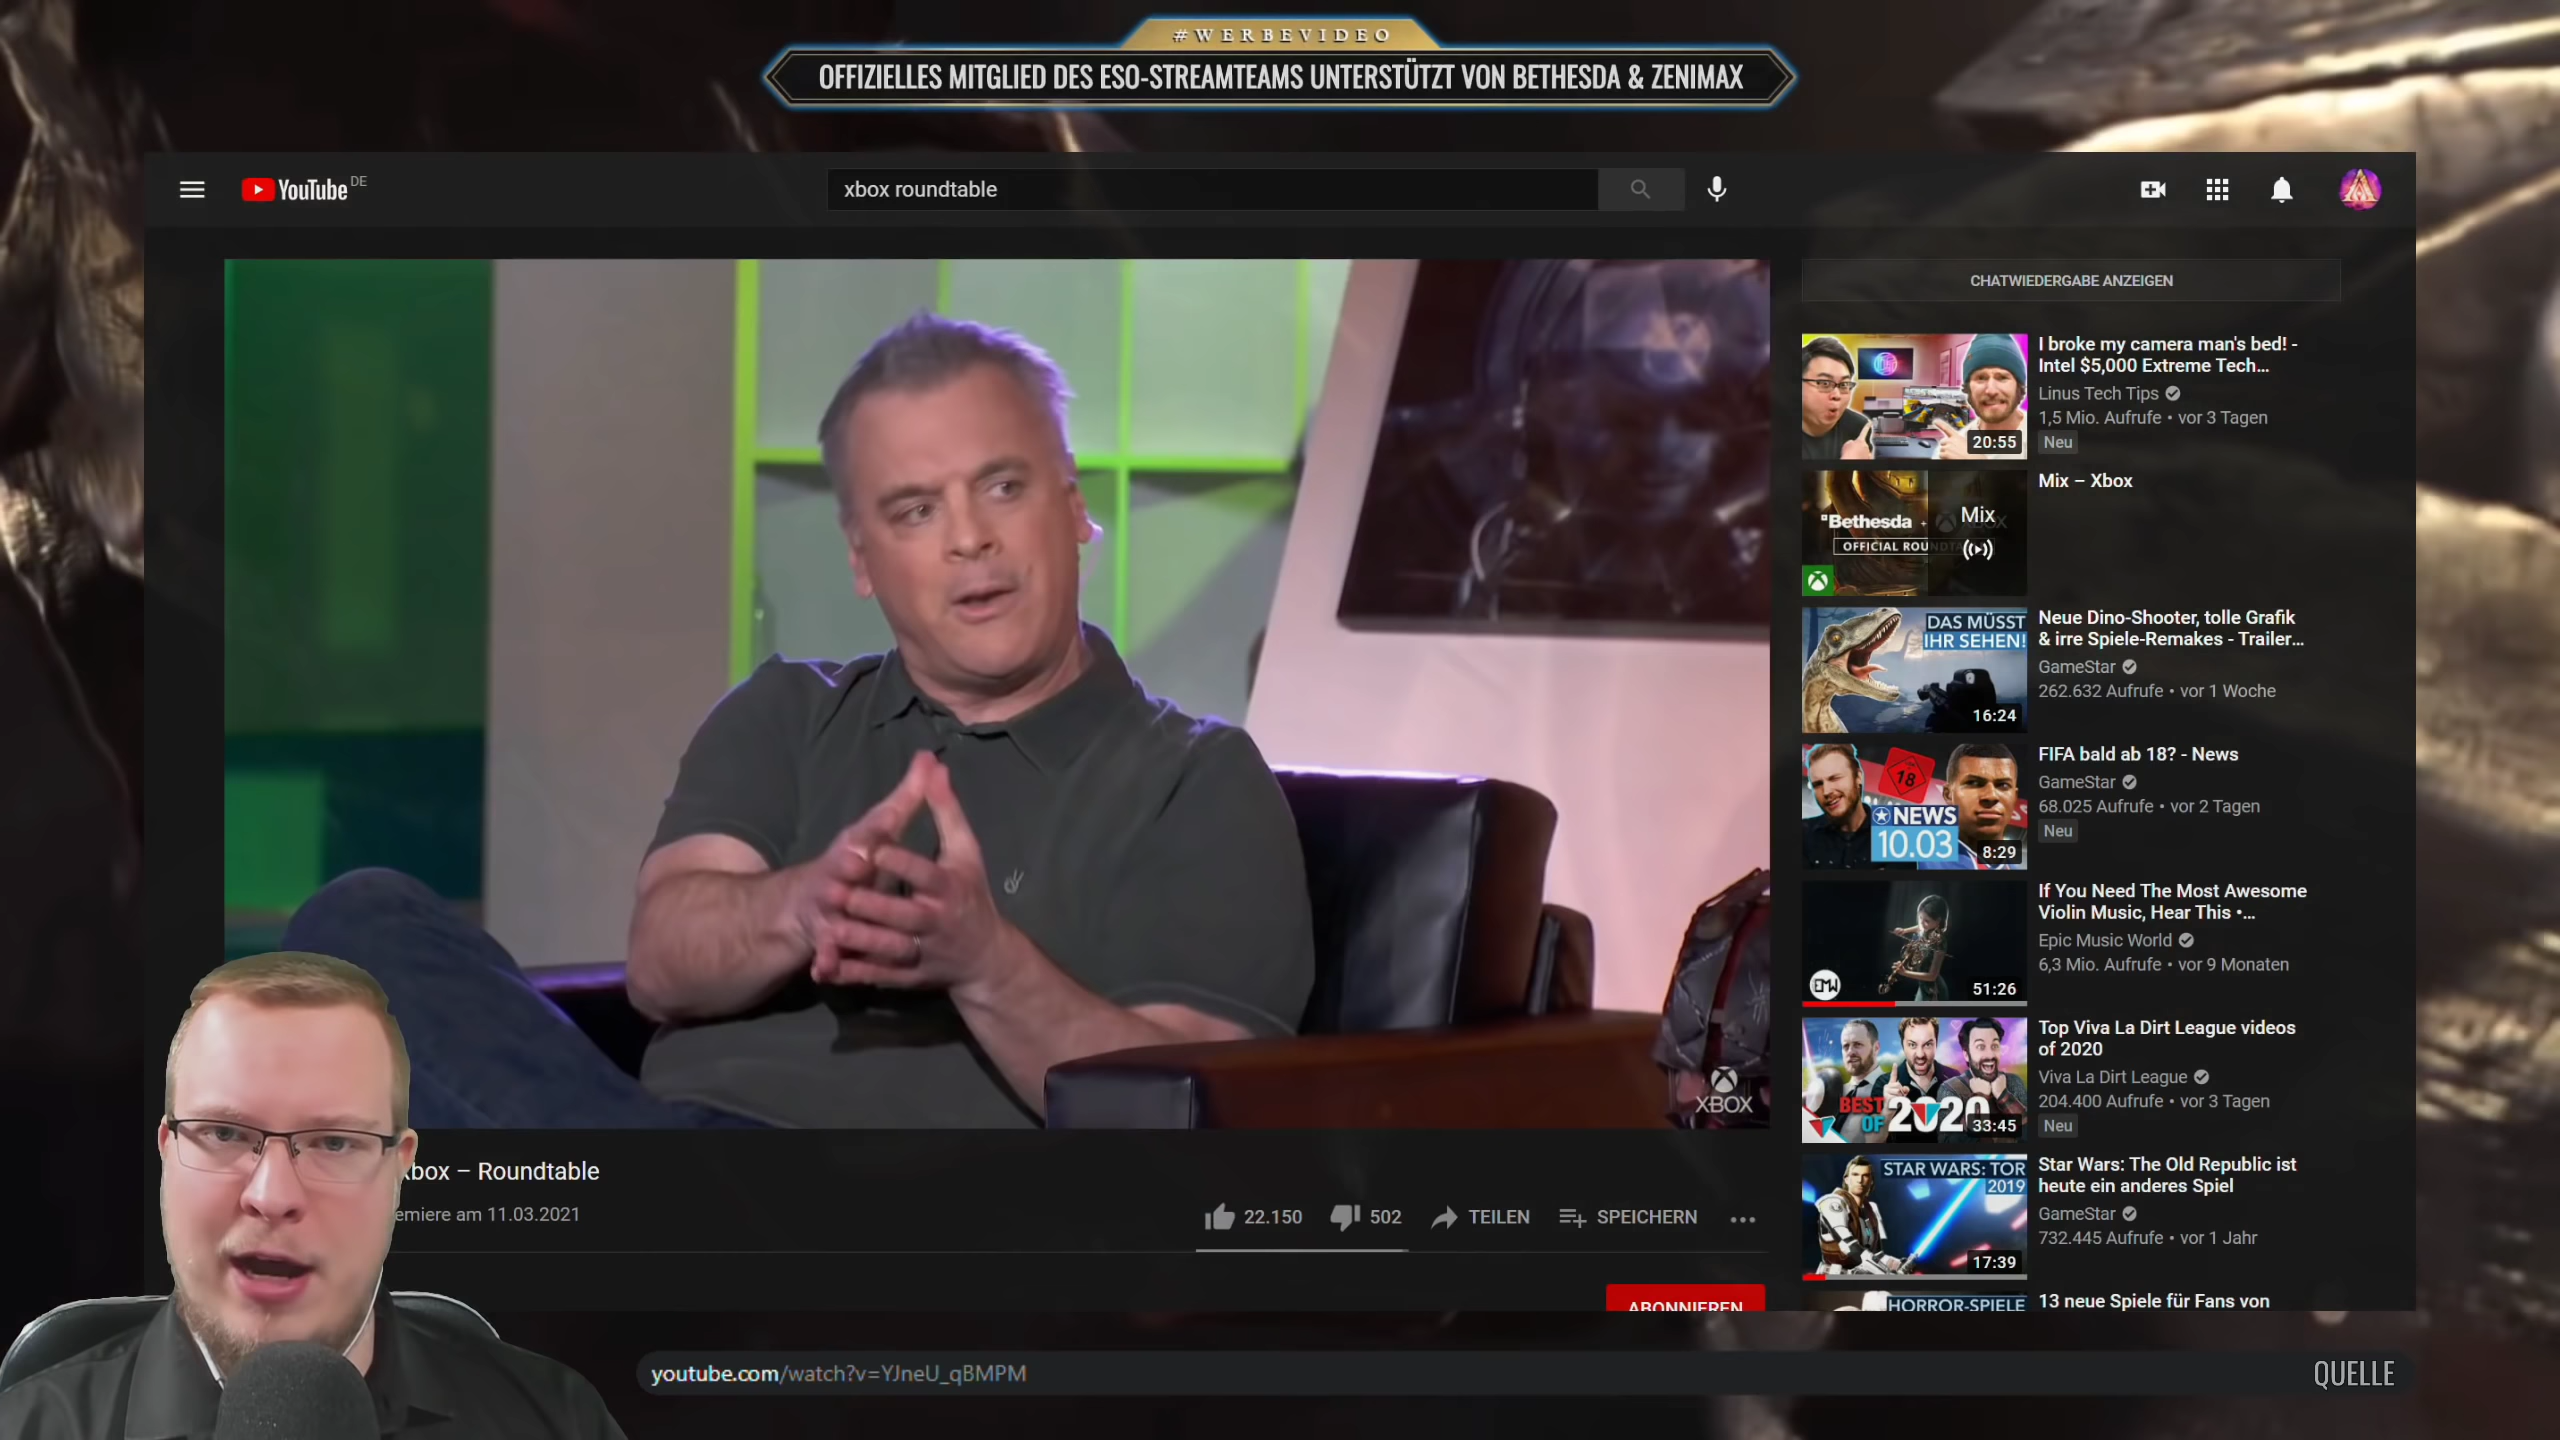 #WERBEVIDEO
OFFIZIELLES MITGLIED DES ESO-STREAMTEAMS UNTERSTÜTZT VON BETHESDA & ZENIMAX
YouTube DE
xbox roundtable
XBOX
xbox – Roundtable
emiere am 11.03.2021
22.150
502
TEILEN
SPEICHERN
ABONNIEREN
CHATWIEDERGABE ANZEIGEN
20:55
I broke my camera man's bed! -
Intel $5,000 Extreme Tech...
Linus Tech Tips
1,5 Mio. Aufrufe • vor 3 Tagen
Neu
Bethesda
OFFICIAL ROUNDTA
Mix
Mix – Xbox
DAS MÜSST
IHR SEHEN!
16:24
Neue Dino-Shooter, tolle Grafik
& irre Spiele-Remakes - Trailer...
GameStar
262.632 Aufrufe • vor 1 Woche
18
NEWS
10.03
8:29
FIFA bald ab 18? - News
GameStar
68.025 Aufrufe • vor 2 Tagen
Neu
EMW
51:26
If You Need The Most Awesome
Violin Music, Hear This •...
Epic Music World
6,3 Mio. Aufrufe • vor 9 Monaten
BEST
OF 2020
33:45
Top Viva La Dirt League videos
of 2020
Viva La Dirt League
204.400 Aufrufe • vor 3 Tagen
Neu
STAR WARS: TOR
2019
17:39
Star Wars: The Old Republic ist
heute ein anderes Spiel
GameStar
732.445 Aufrufe • vor 1 Jahr
HORROR-SPIELE
13 neue Spiele für Fans von
youtube.com/watch?v=YJneU_qBMPM
QUELLE